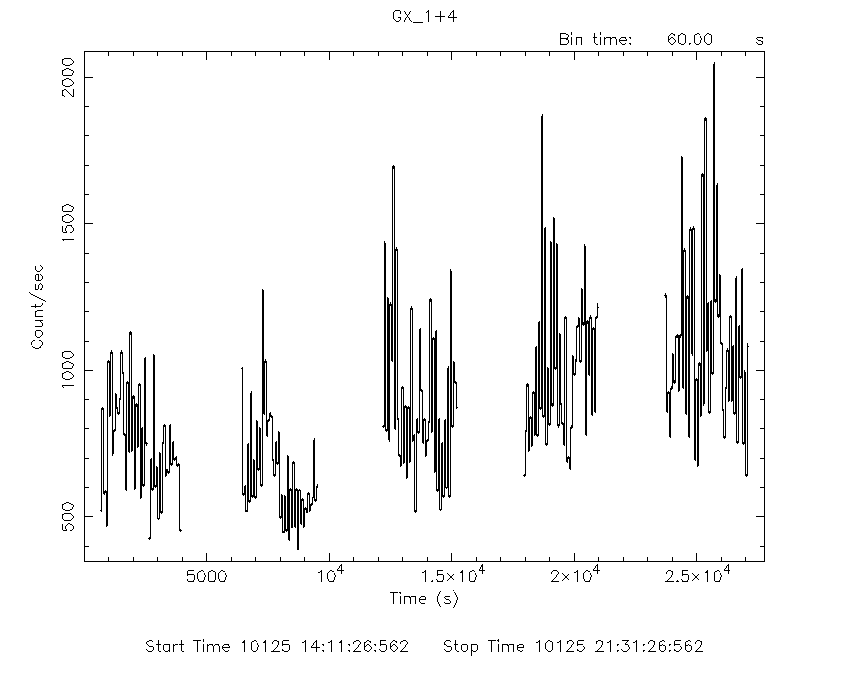 GX_1+4
Bin time: 60.00 s
2000
1500
1000
500
Count/sec
5000 10⁴ 1.5×10⁴ 2×10⁴ 2.5×10⁴
Time (s)
Start Time 10125 14:11:26:562 Stop Time 10125 21:31:26:562